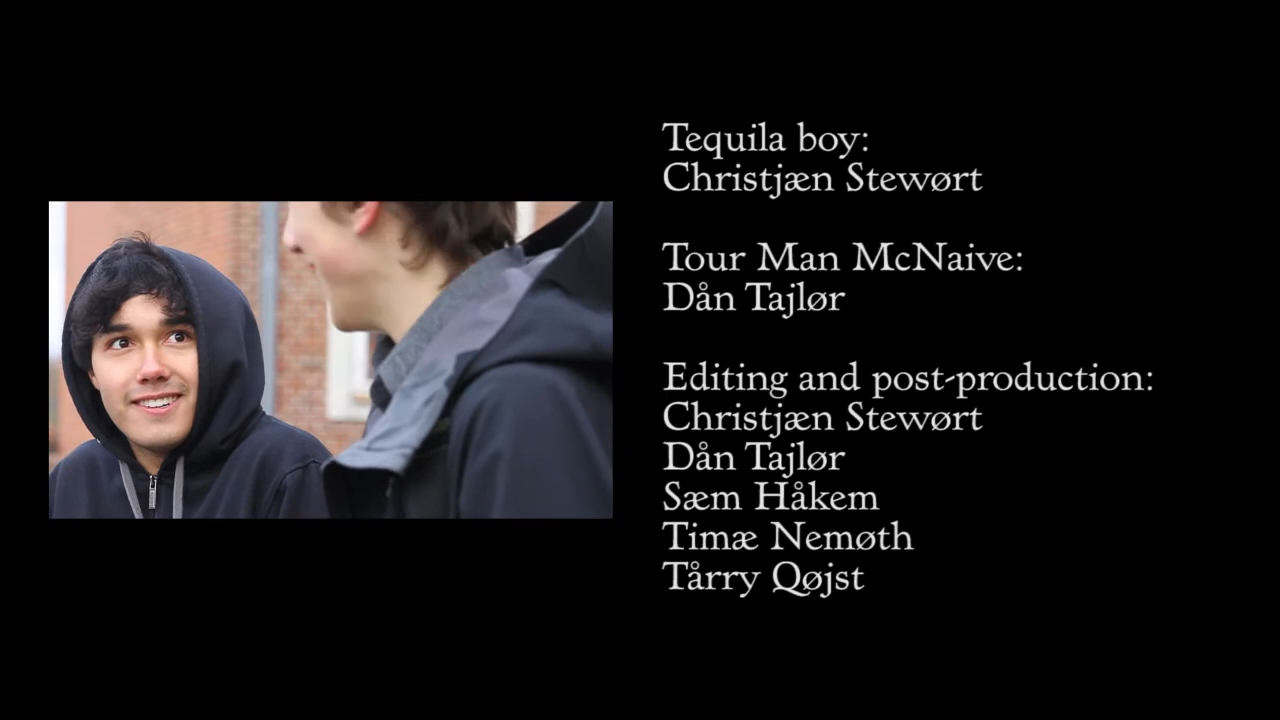 Tequila boy:
Christjæn Stewørt
Tour Man McNaive:
Dån Tajlør
Editing and post-production:
Christjæn Stewørt
Dån Tajlør
Sæm Håkem
Timæ Nemøth
Tårry Qøjst